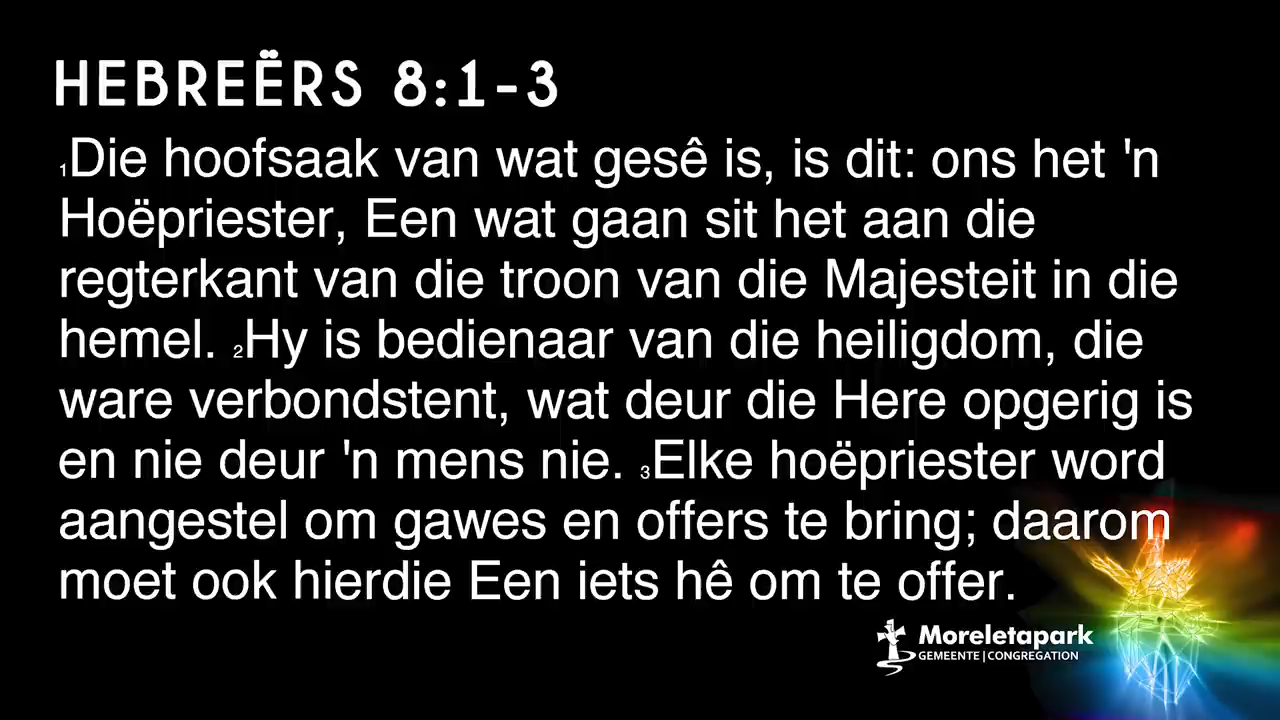 HEBREËRS 8:1-3
1Die hoofsaak van wat gesê is, is dit: ons het 'n
Hoëpriester, Een wat gaan sit het aan die
regterkant van die troon van die Majesteit in die
hemel. 2Hy is bedienaar van die heiligdom, die
ware verbondstent, wat deur die Here opgerig is
en nie deur 'n mens nie. 3Elke hoëpriester word
aangestel om gawes en offers te bring; daarom
moet ook hierdie Een iets hê om te offer.
Moreletapark
GEMEENTE | CONGREGATION